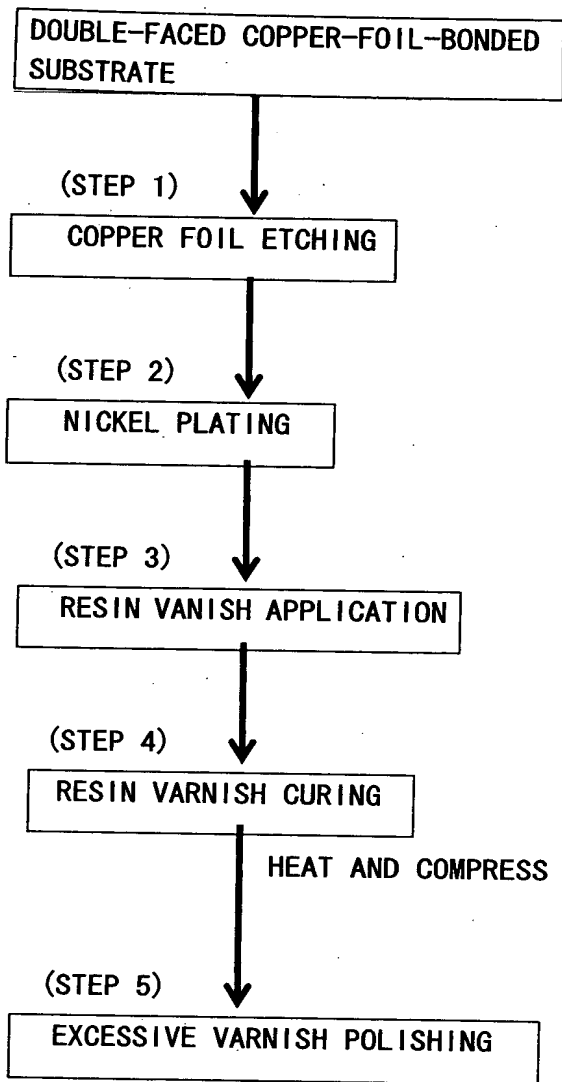 DOUBLE-FACED COPPER-FOIL-BONDED
SUBSTRATE
(STEP 1)
COPPER FOIL ETCHING
(STEP 2)
NICKEL PLATING
(STEP 3)
RESIN VANISH APPLICATION
(STEP 4)
RESIN VARNISH CURING
HEAT AND COMPRESS
(STEP 5)
EXCESSIVE VARNISH POLISHING